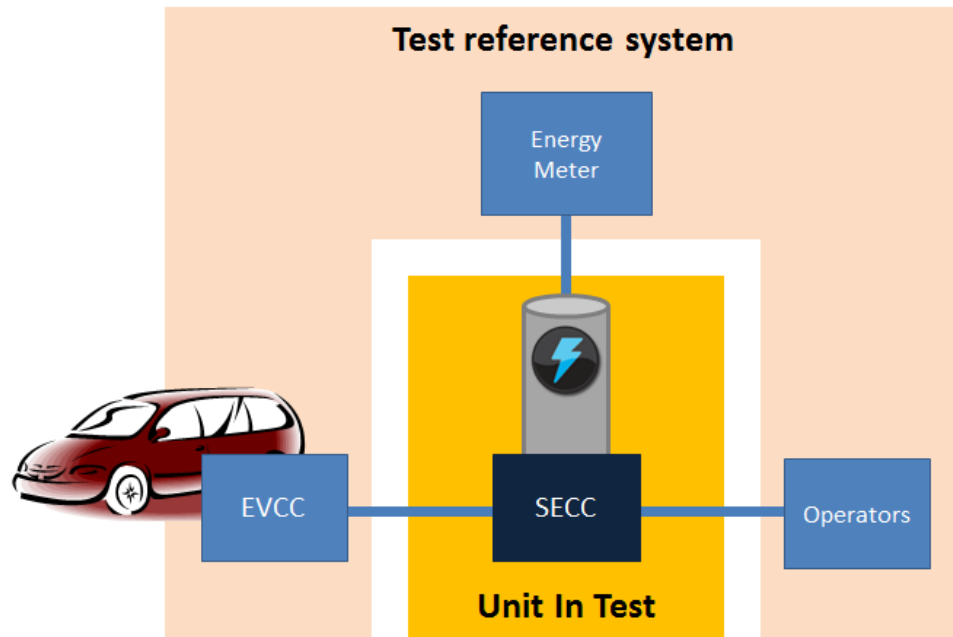 Test reference system
Energy
Meter
EVCC
SECC
Operators
Unit In Test